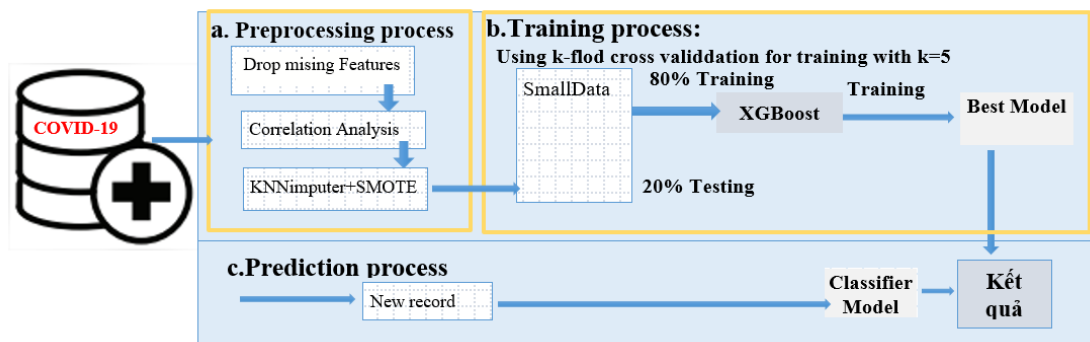 COVID-19
a. Preprocessing process
Drop mising Features
Correlation Analysis
KNNimputer+SMOTE
b.Training process:
Using k-flod cross validdation for training with k=5
SmallData
80% Training
XGBoost
Training
Best Model
20% Testing
c.Prediction process
New record
Classifier
Model
Kết
quả